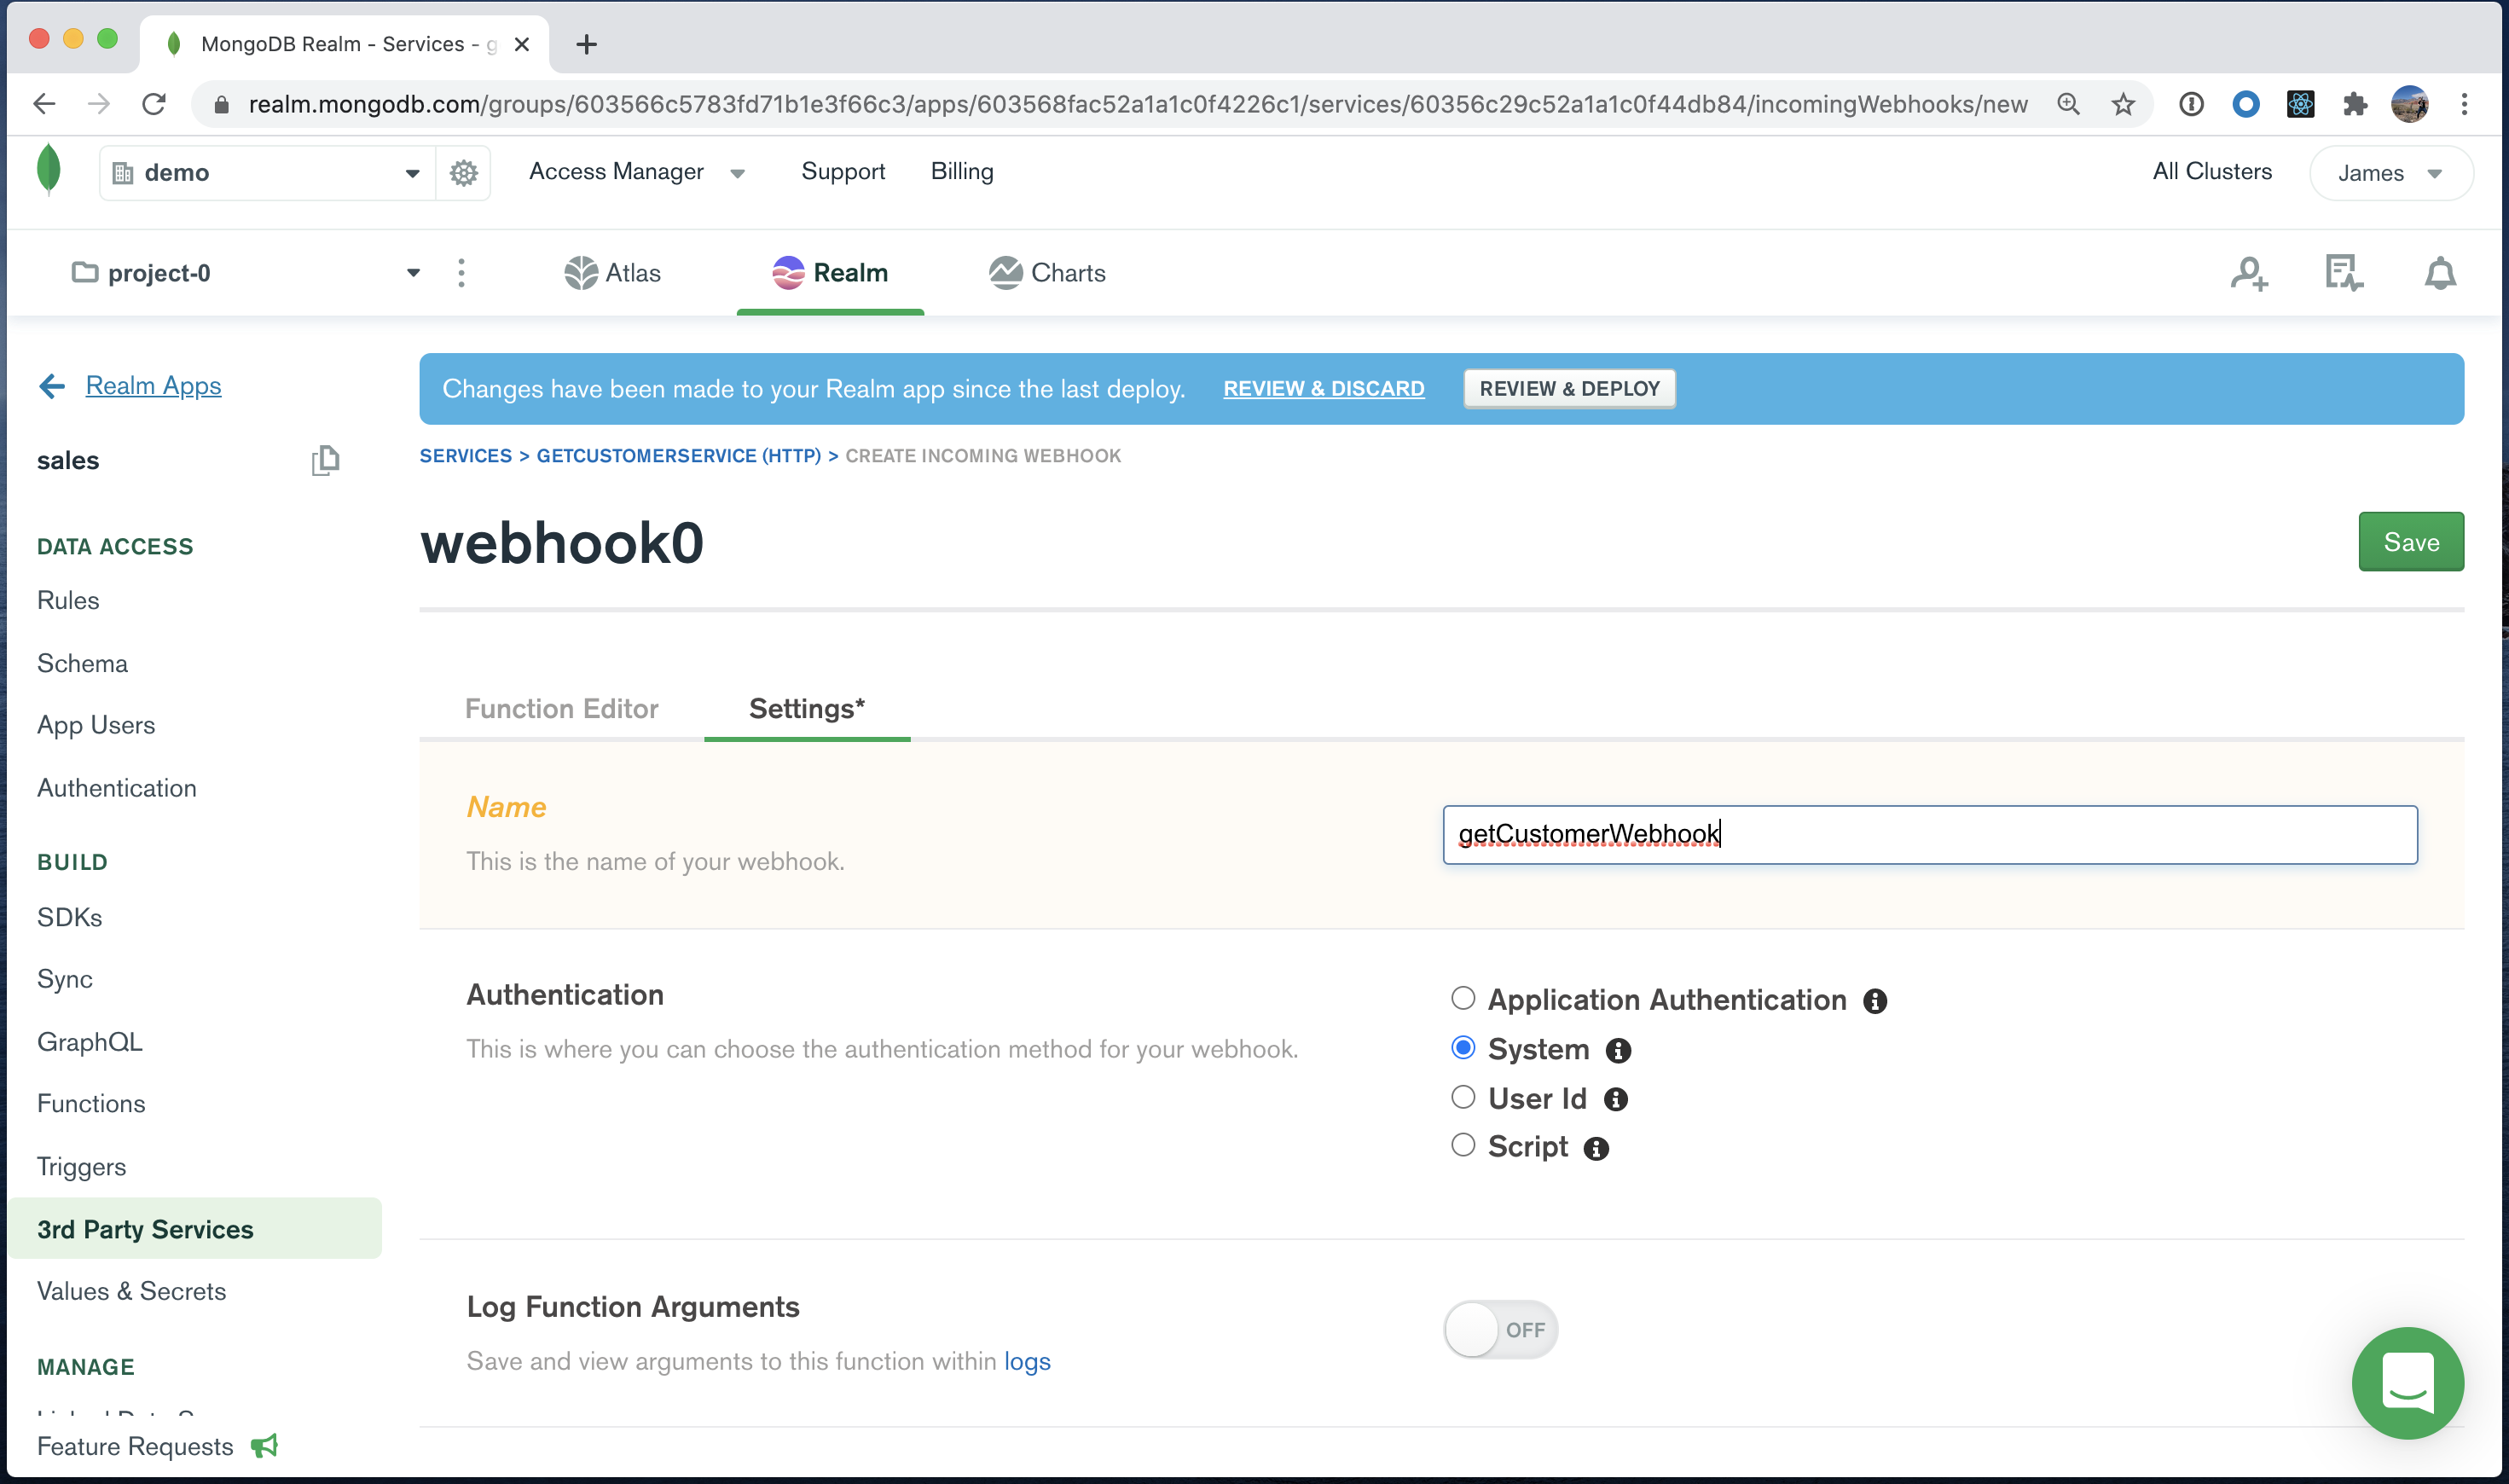 MongoDB Realm - Services - g
realm.mongodb.com/groups/603566c5783fd71b1e3f66c3/apps/603568fac52a1a1c0f4226c1/services/60356c29c52a1a1c0f44db84/incomingWebhooks/new
demo
Access Manager
Support
Billing
All Clusters
James
project-0
Atlas
Realm
Charts
Realm Apps
sales
DATA ACCESS
Rules
Schema
App Users
Authentication
BUILD
SDKs
Sync
GraphQL
Functions
Triggers
3rd Party Services
Values & Secrets
MANAGE
Feature Requests
Changes have been made to your Realm app since the last deploy. REVIEW & DISCARD REVIEW & DEPLOY
SERVICES > GETCUSTOMERSERVICE (HTTP) > CREATE INCOMING WEBHOOK
webhook0
Save
Function Editor
Settings*
Name
This is the name of your webhook.
getCustomerWebhook
Authentication
This is where you can choose the authentication method for your webhook.
Application Authentication
System
User Id
Script
Log Function Arguments
Save and view arguments to this function within logs
OFF